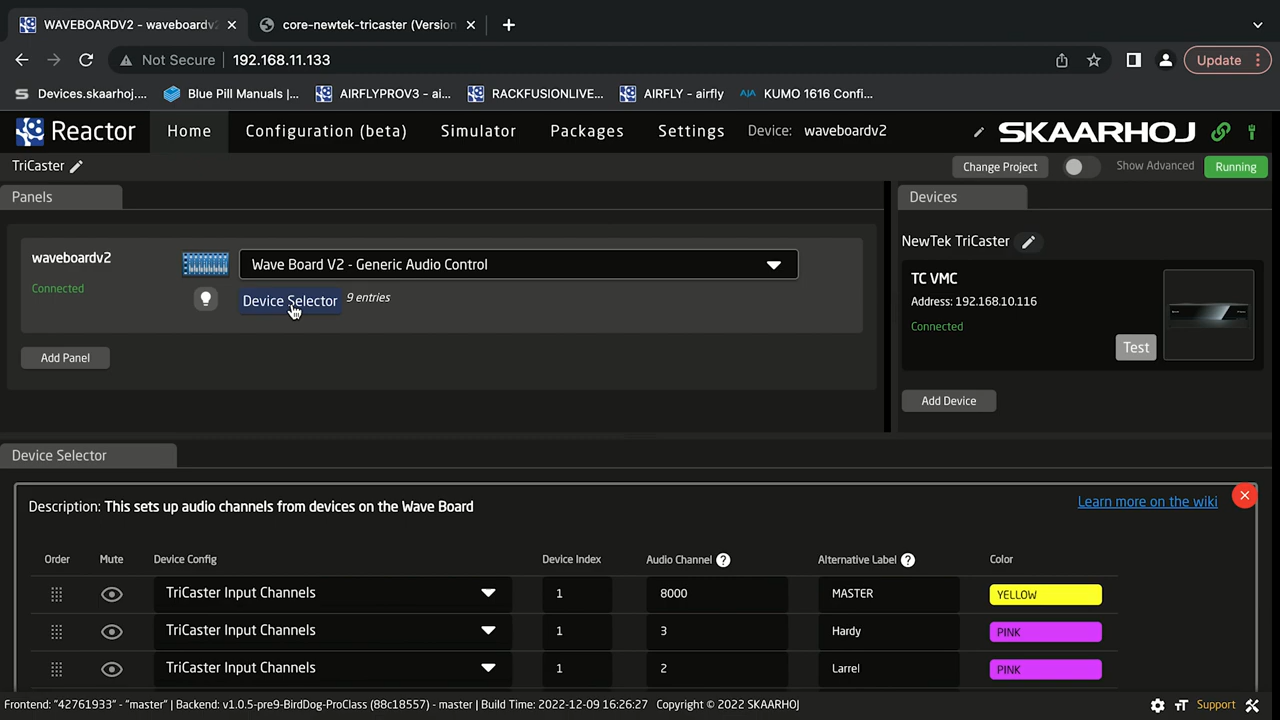 WAVEBOARDV2 - waveboardv2
core-newtek-tricaster (Version
Not Secure 192.168.11.133
Update
Devices.skaarhoj....
Blue Pill Manuals |...
AIRFLYPROV3 - ai...
RACKFUSIONLIVE...
AIRFLY - airfly
KUMO 1616 Confi...
Reactor Home Configuration (beta) Simulator Packages Settings Device: waveboardv2 SKAARHOJ
TriCaster Change Project Show Advanced Running
Panels
Devices
waveboardv2
Wave Board V2 - Generic Audio Control
Connected
Device Selector 9 entries
Add Panel
NewTek TriCaster
TC VMC
Address: 192.168.10.116
Connected
Test
Add Device
Device Selector
Description: This sets up audio channels from devices on the Wave Board
Learn more on the wiki
Order Mute Device Config Device Index Audio Channel ? Alternative Label ? Color
TriCaster Input Channels 1 8000 MASTER YELLOW
TriCaster Input Channels 1 3 Hardy PINK
TriCaster Input Channels 1 2 Larrel PINK
Frontend: "42761933" - "master" | Backend: v1.0.5-pre9-BirdDog-ProClass (88c18557) - master | Build Time: 2022-12-09 16:26:27 Copyright © 2022 SKAARHOJ
Support